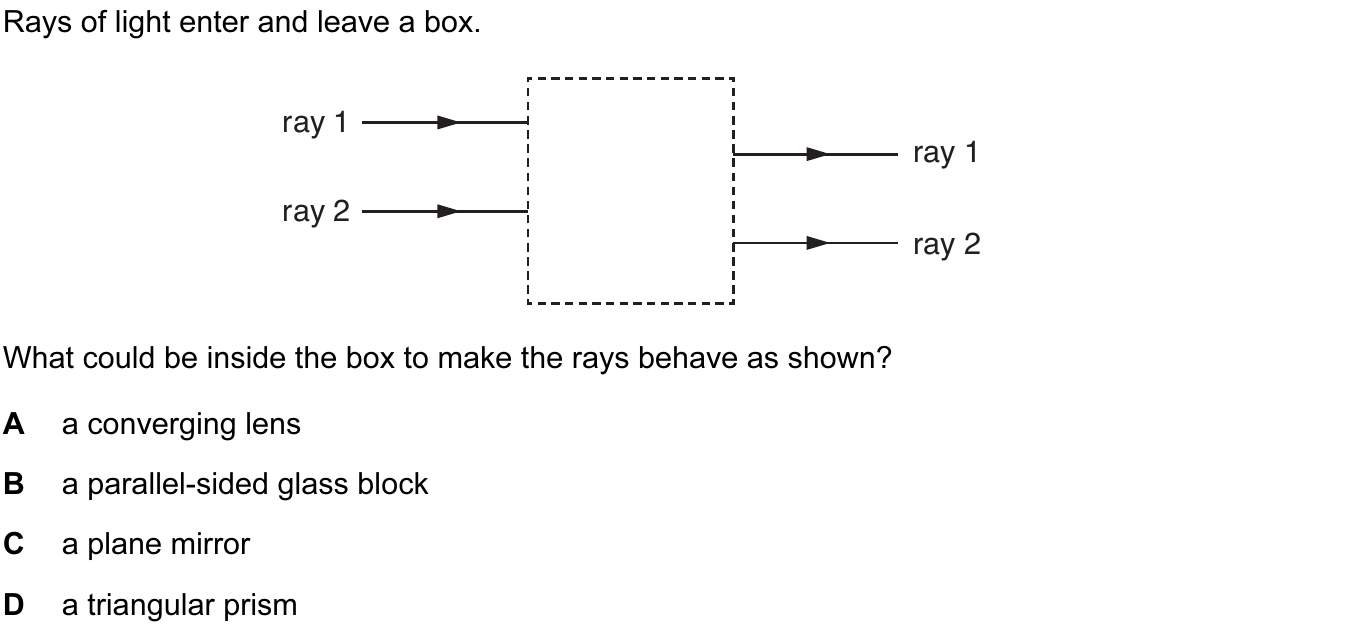 Rays of light enter and leave a box.
ray 1
ray 1
ray 2
ray 2
What could be inside the box to make the rays behave as shown?
A a converging lens
B a parallel-sided glass block
C a plane mirror
D a triangular prism